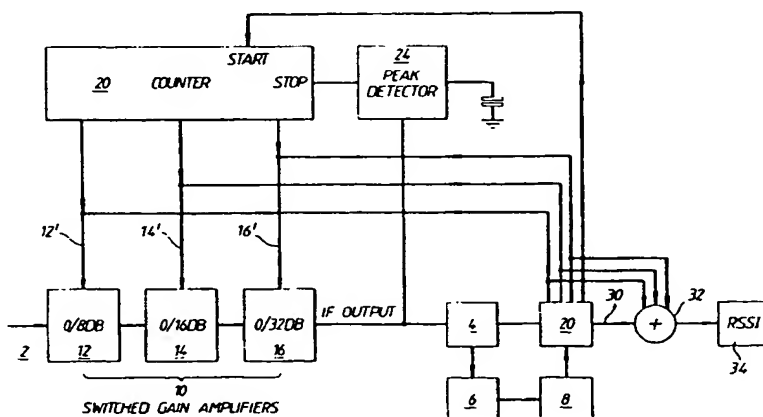 START
20 COUNTER STOP
24
PEAK
DETECTOR
12' 14' 16'
0/8DB 0/16DB 0/32DB IF OUTPUT 4 20 30 + 32 RSSI
2 12 14 16 34
6 8
10
SWITCHED GAIN AMPLIFIERS